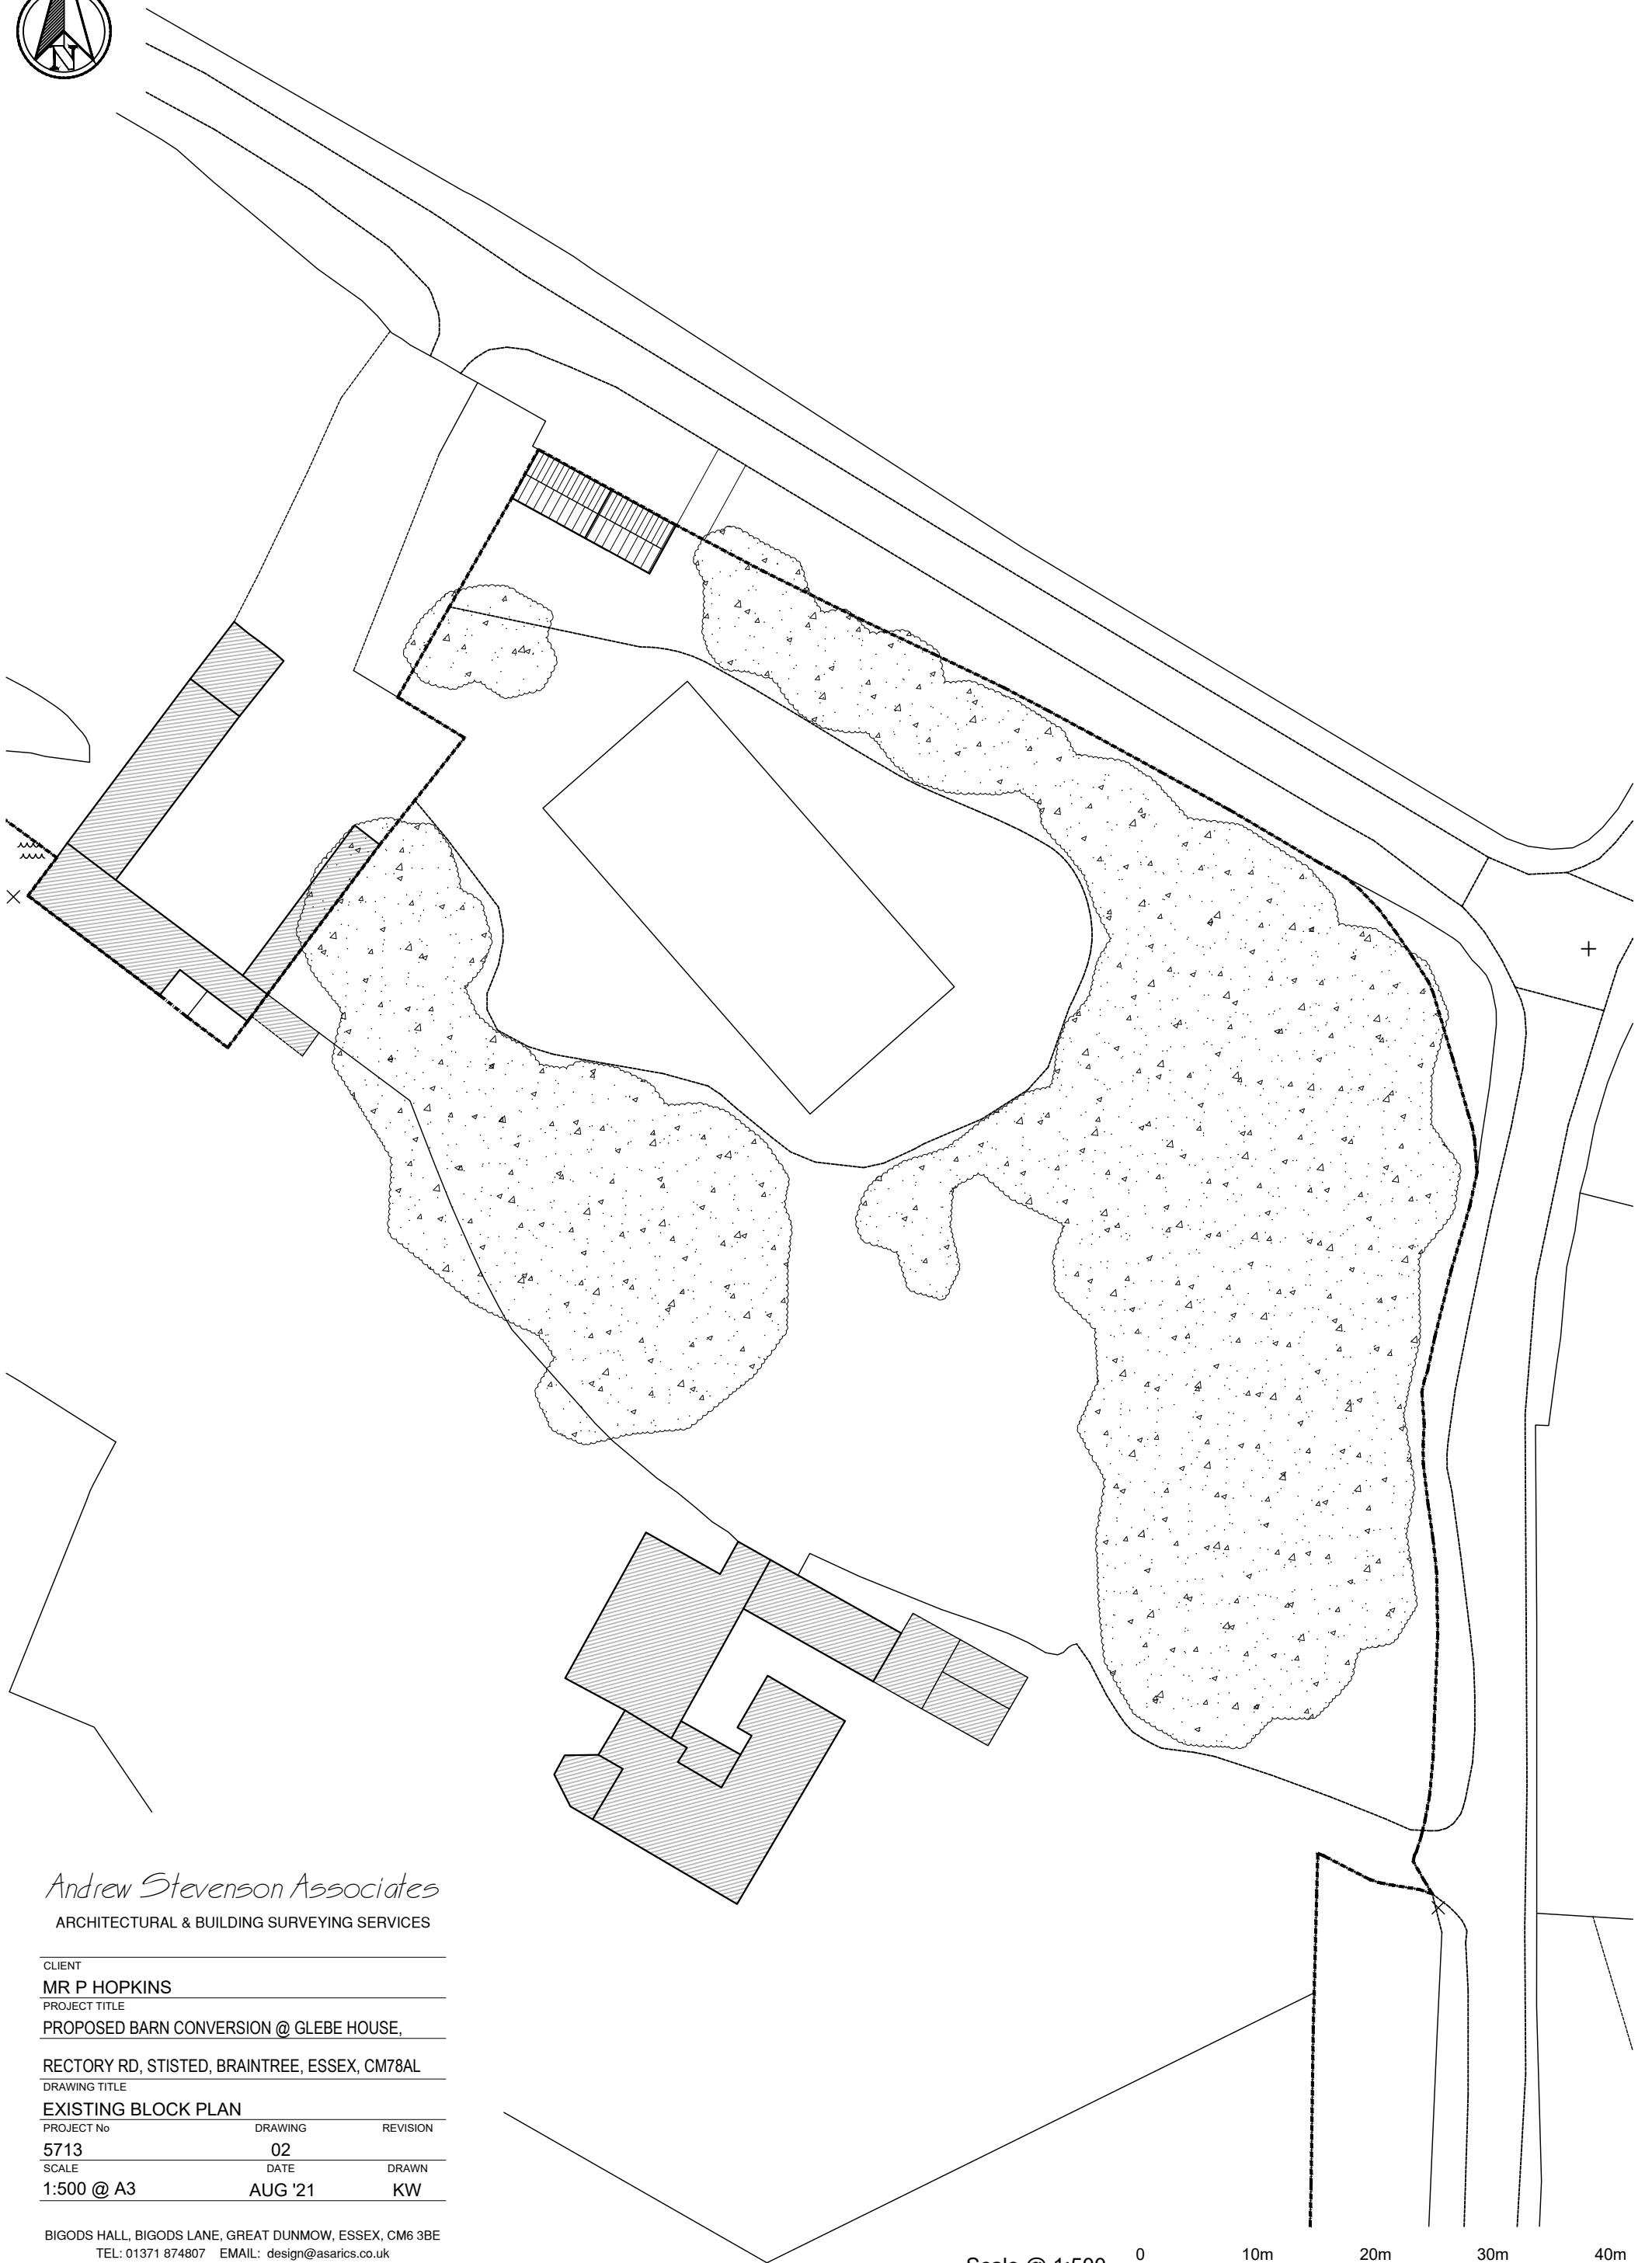 N
Andrew Stevenson Associates
ARCHITECTURAL & BUILDING SURVEYING SERVICES
CLIENT
MR P HOPKINS
PROJECT TITLE
PROPOSED BARN CONVERSION @ GLEBE HOUSE,
RECTORY RD, STISTED, BRAINTREE, ESSEX, CM78AL
DRAWING TITLE
EXISTING BLOCK PLAN
PROJECT No DRAWING REVISION
5713 02
SCALE DATE DRAWN
1:500 @ A3 AUG '21 KW
BIGODS HALL, BIGODS LANE, GREAT DUNMOW, ESSEX, CM6 3BE
TEL: 01371 874807 EMAIL: design@asarics.co.uk
Scale @ 1:500 0 10m 20m 30m 40m